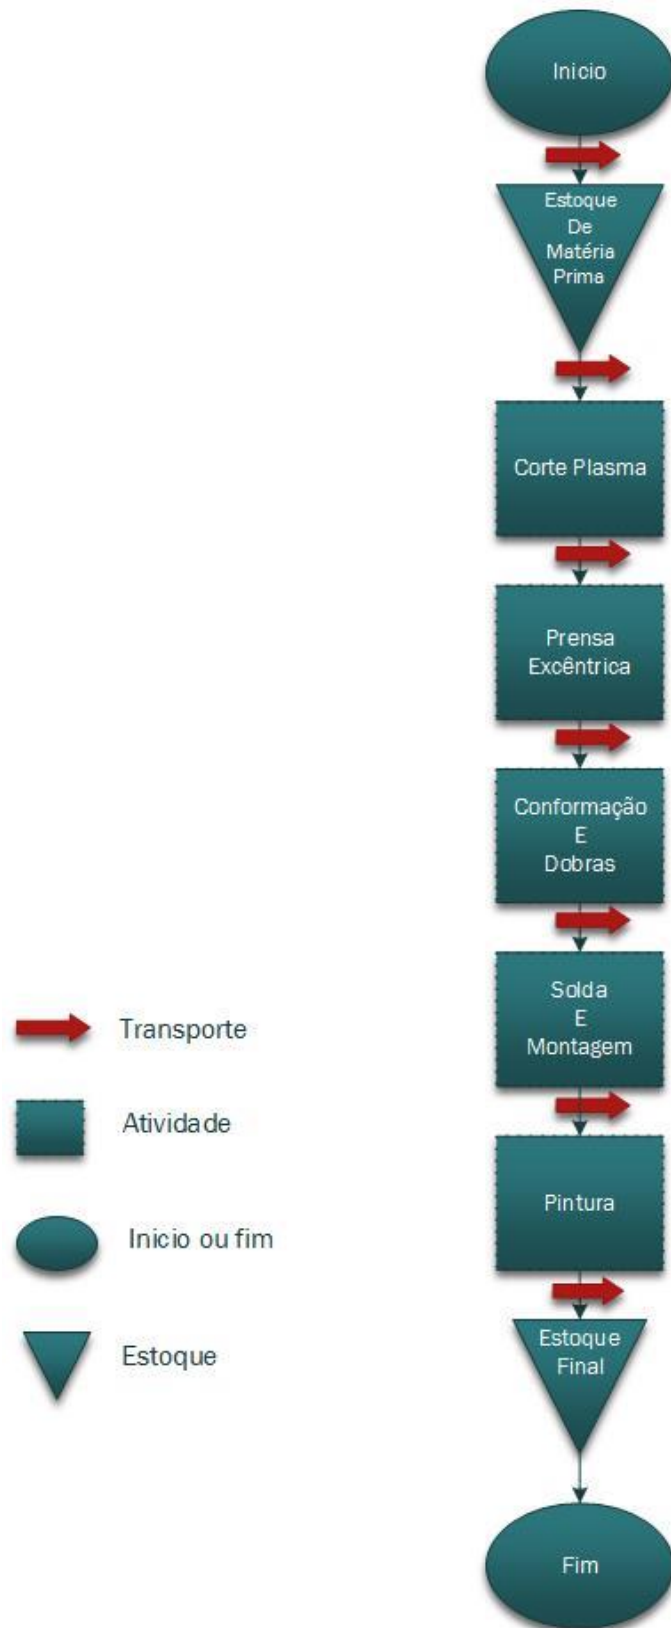 Inicio
Estoque
De
Matéria
Prima
Corte Plasma
Prensa
Excêntrica
Conformação
E
Dobras
Solda
E
Montagem
Pintura
Estoque
Final
Fim
Transporte
Atividade
Inicio ou fim
Estoque